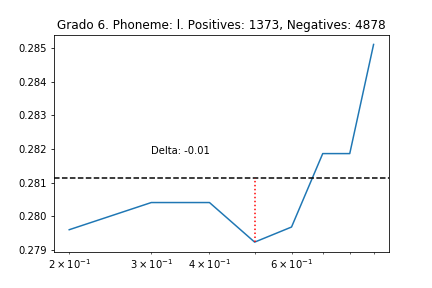 Grado 6. Phoneme: l. Positives: 1373, Negatives: 4878
0.285
0.284
0.283
0.282
0.281
0.280
0.279
Delta: -0.01
2 × 10⁻¹ 3 × 10⁻¹ 4 × 10⁻¹ 6 × 10⁻¹